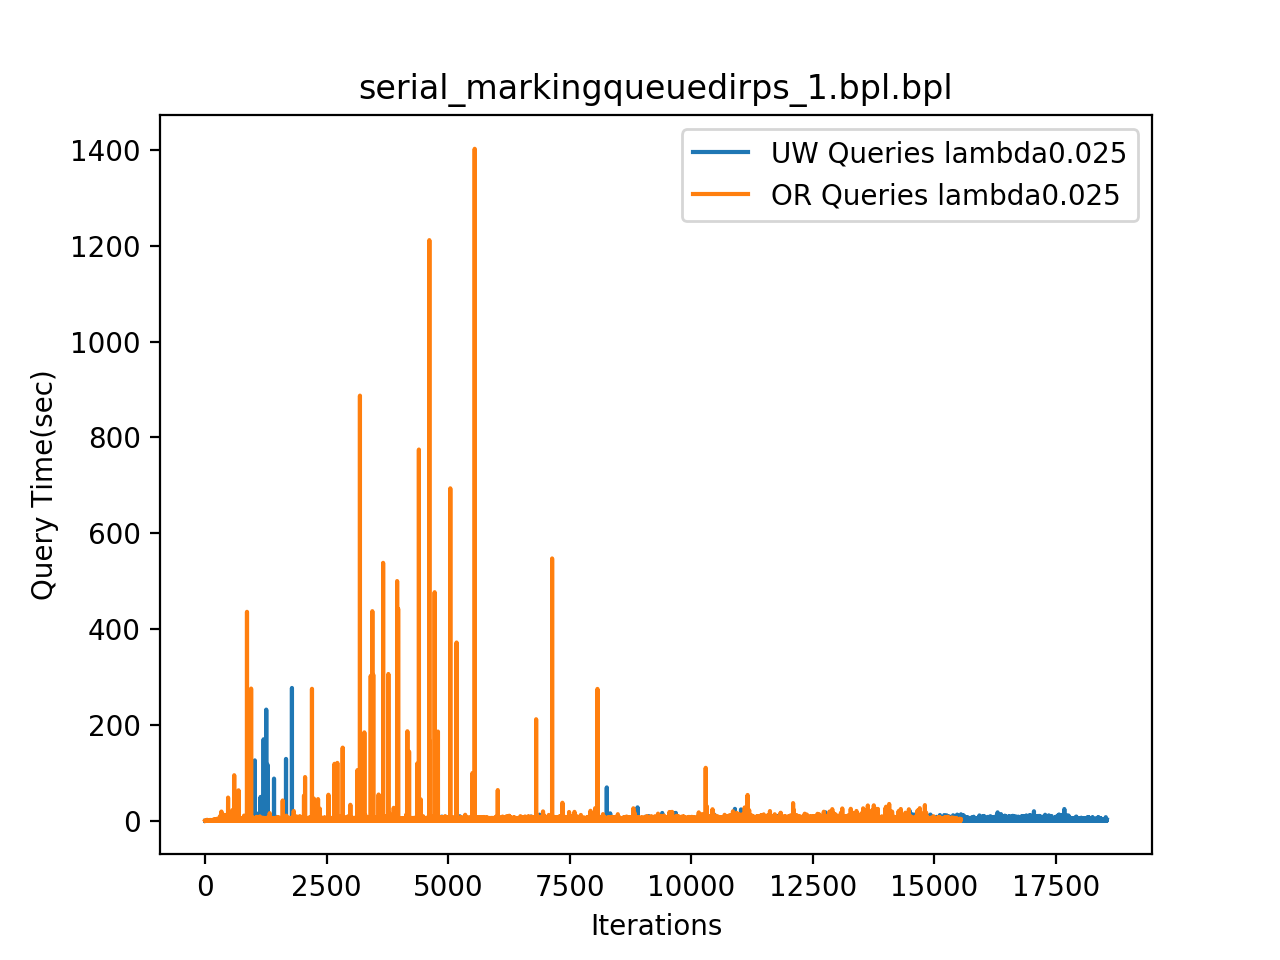 serial_markingqueuedirps_1.bpl.bpl
UW Queries lambda0.025
OR Queries lambda0.025
Query Time(sec)
1400
1200
1000
800
600
400
200
0
0 2500 5000 7500 10000 12500 15000 17500
Iterations